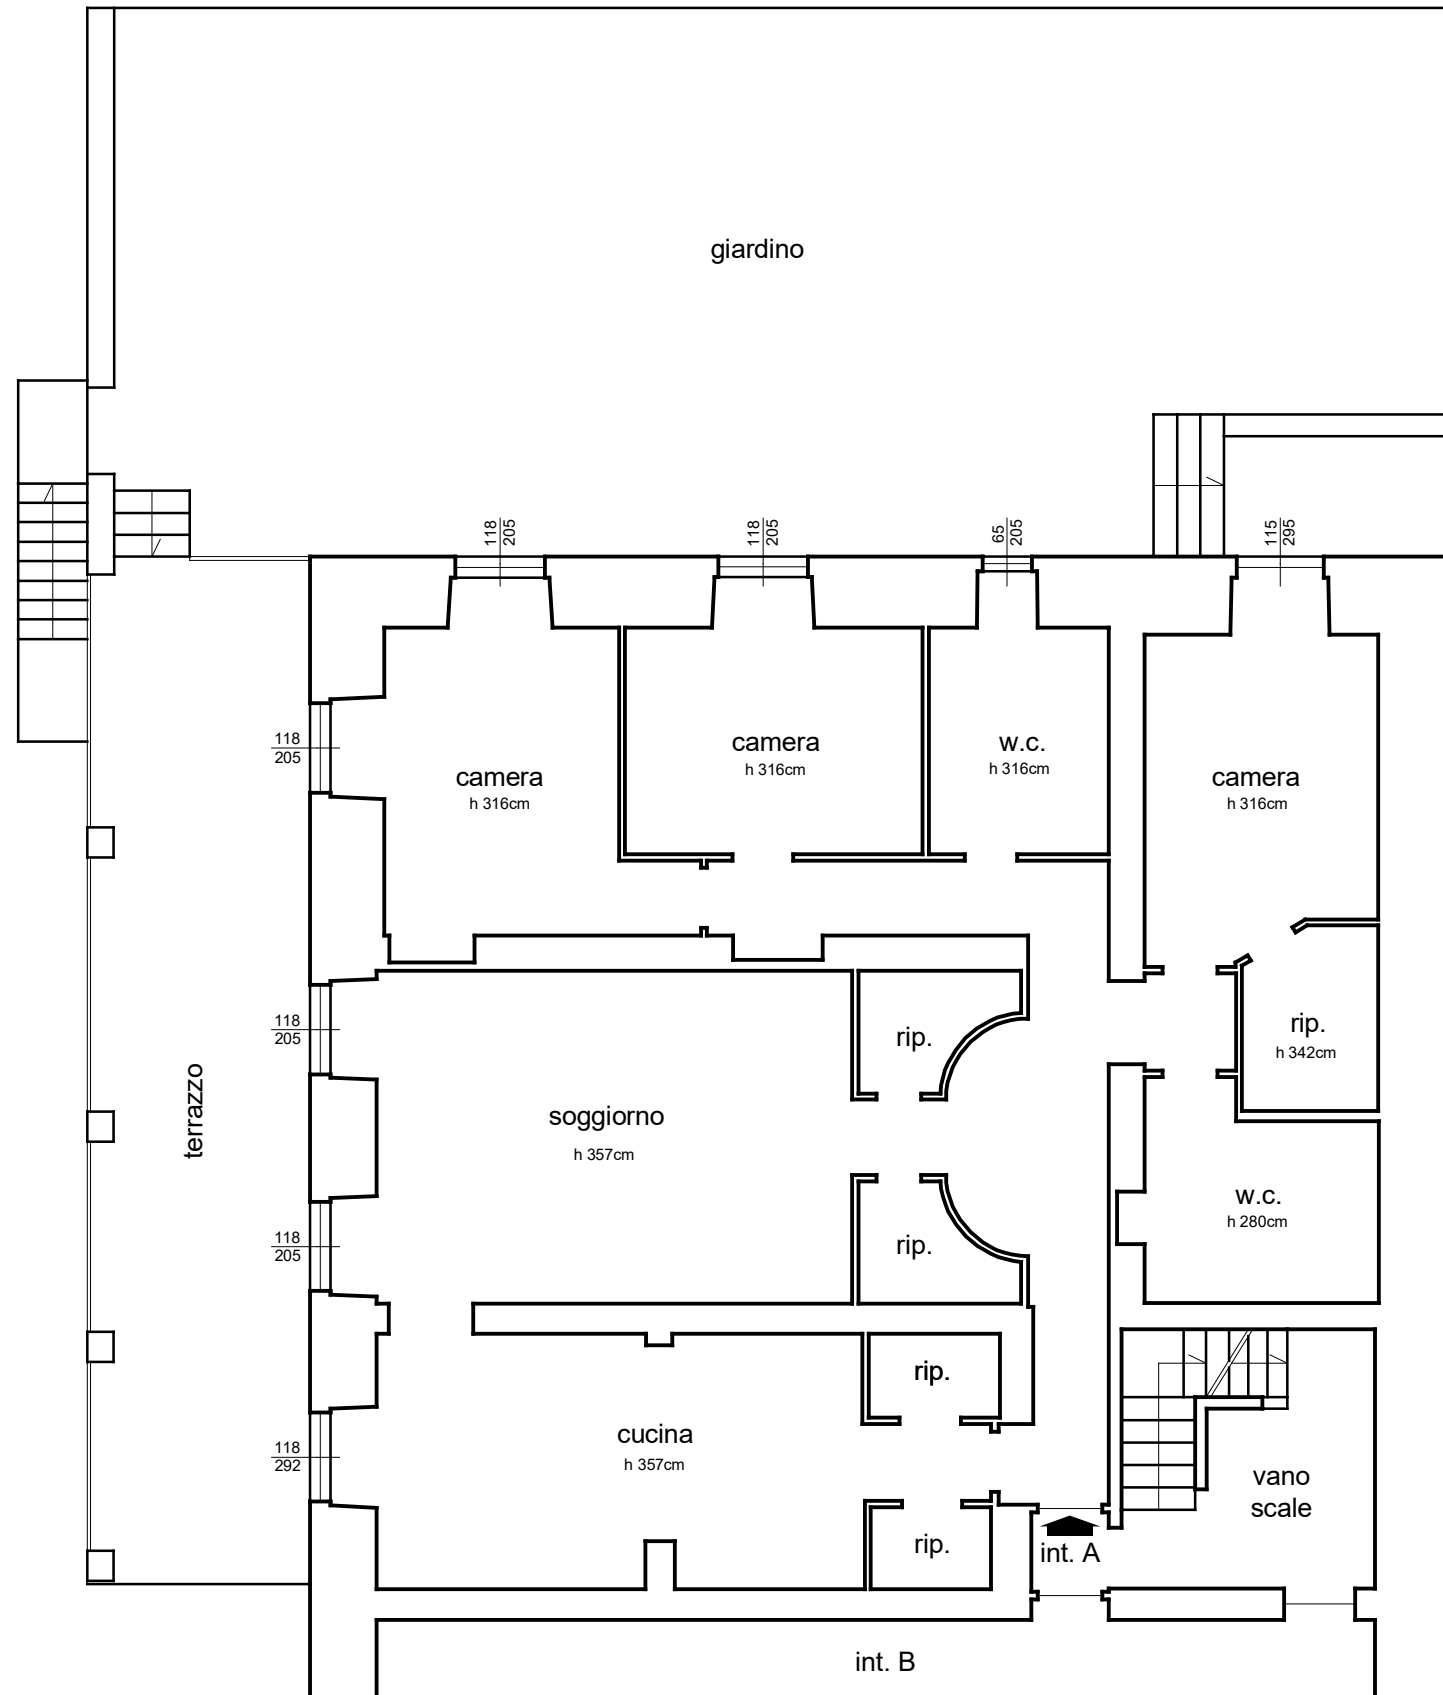 giardino
118
205
118
205
65
205
115
295
118
205
camera
h 316cm
camera
h 316cm
w.c.
h 316cm
camera
h 316cm
118
205
rip.
rip.
h 342cm
terrazzo
soggiorno
h 357cm
w.c.
h 280cm
118
205
rip.
rip.
cucina
h 357cm
118
292
vano
scale
rip.
int. A
int. B